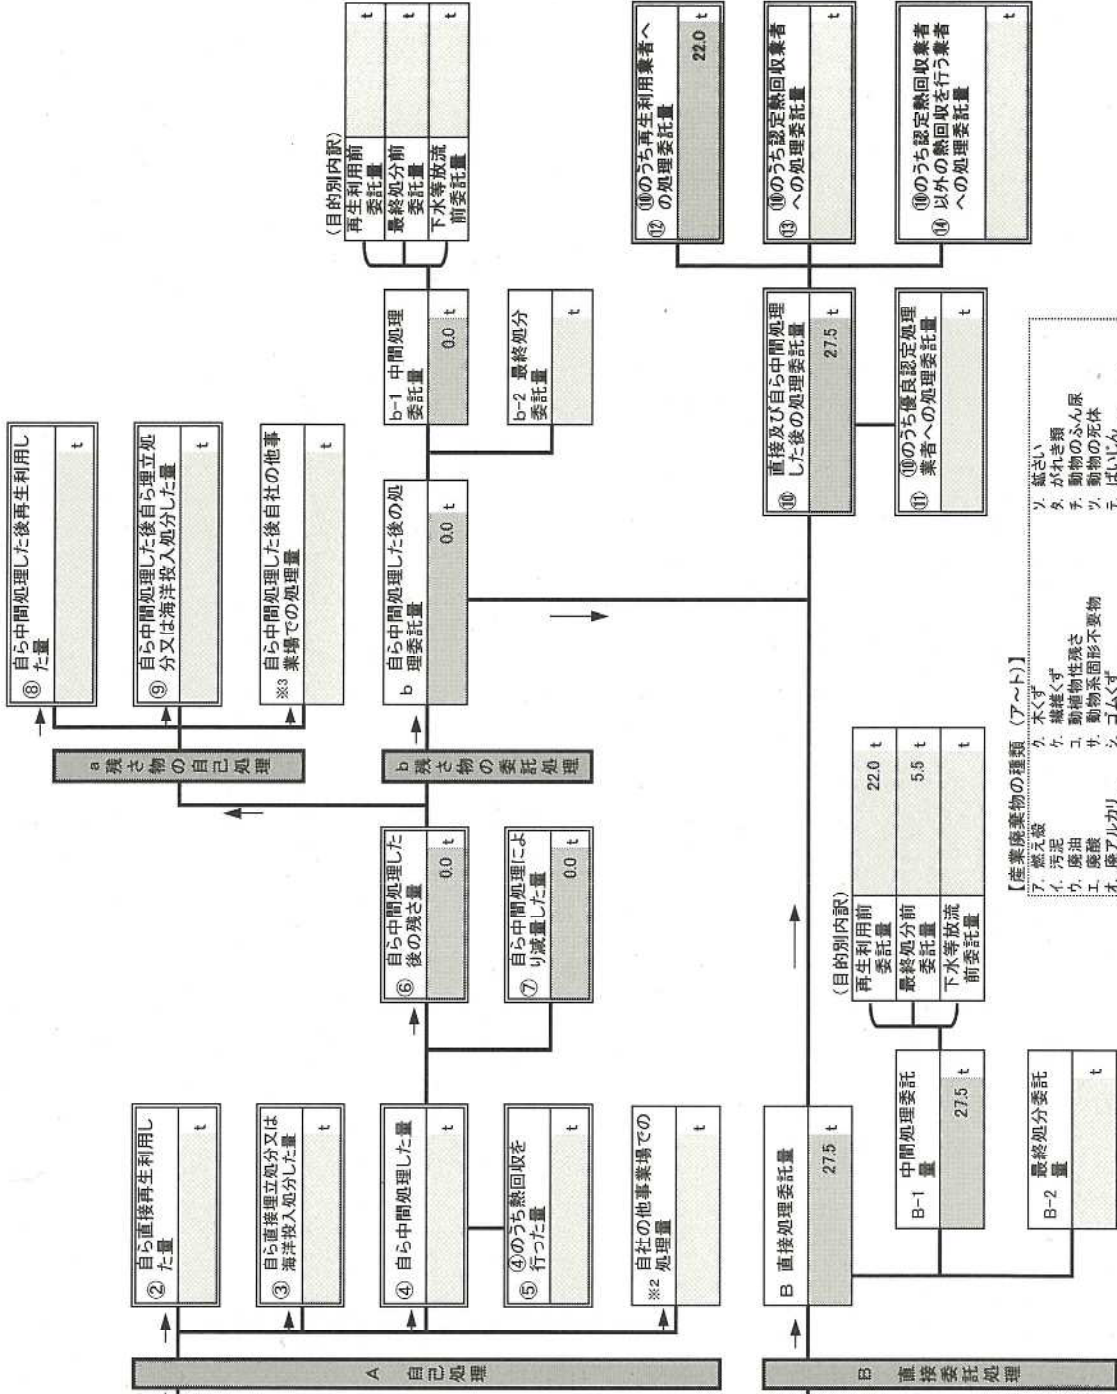 A 自己処理
② 自ら直接再生利用し
た量
t
③ 自ら直接埋立処分又は
海洋投入処分した量
t
④ 自ら中間処理した量
t
⑤ ④のうち熱回収を
行った量
t
※2 自社の他事業場での
処理量
t
⑥ 自ら中間処理した
後の残さ量
0.0 t
⑦ 自ら中間処理によ
り減量した量
0.0 t
a 残さ物の自己処理
⑧ 自ら中間処理した後再生利用し
た量
t
⑨ 自ら中間処理した後自ら埋立処
分又は海洋投入処分した量
t
※3 自ら中間処理した後自社の他事
業場での処理量
t
b 残さ物の委託処理
b 自ら中間処理した後の処
理委託量
0.0 t
b-1 中間処理
委託量
0.0 t
b-2 最終処分
委託量
t
(目的別内訳)
再生利用前
委託量
t
最終処分前
委託量
t
下水等放流
前委託量
t
B 直接委託処理
B 直接処理委託量
27.5 t
B-1 中間処理委託
量
27.5 t
B-2 最終処分委託
量
t
(目的別内訳)
再生利用前
委託量
22.0 t
最終処分前
委託量
5.5 t
下水等放流
前委託量
t
⑩ 直接及び自ら中間処理
した後の処理委託量
27.5 t
⑪ ⑩のうち優良認定処理
業者への処理委託量
t
⑫ ⑩のうち再生利用業者へ
の処理委託量
22.0 t
⑬ ⑩のうち認定熱回収業者
への処理委託量
t
⑭ ⑩のうち認定熱回収業者
以外の熱回収を行う業者
への処理委託量
t
【産業廃棄物の種類(ア～ト)】
ア. 燃え殻
イ. 汚泥
ウ. 廃油
エ. 廃酸
オ. 廃アルカリ
ク. 木くず
ケ. 繊維くず
コ. 動植物性残さ
サ. 動物系固形不要物
シ. ゴムくず
ソ. 鉱さい
タ. がれき類
チ. 動物のふん尿
ツ. 動物の死体
テ. ばいじん